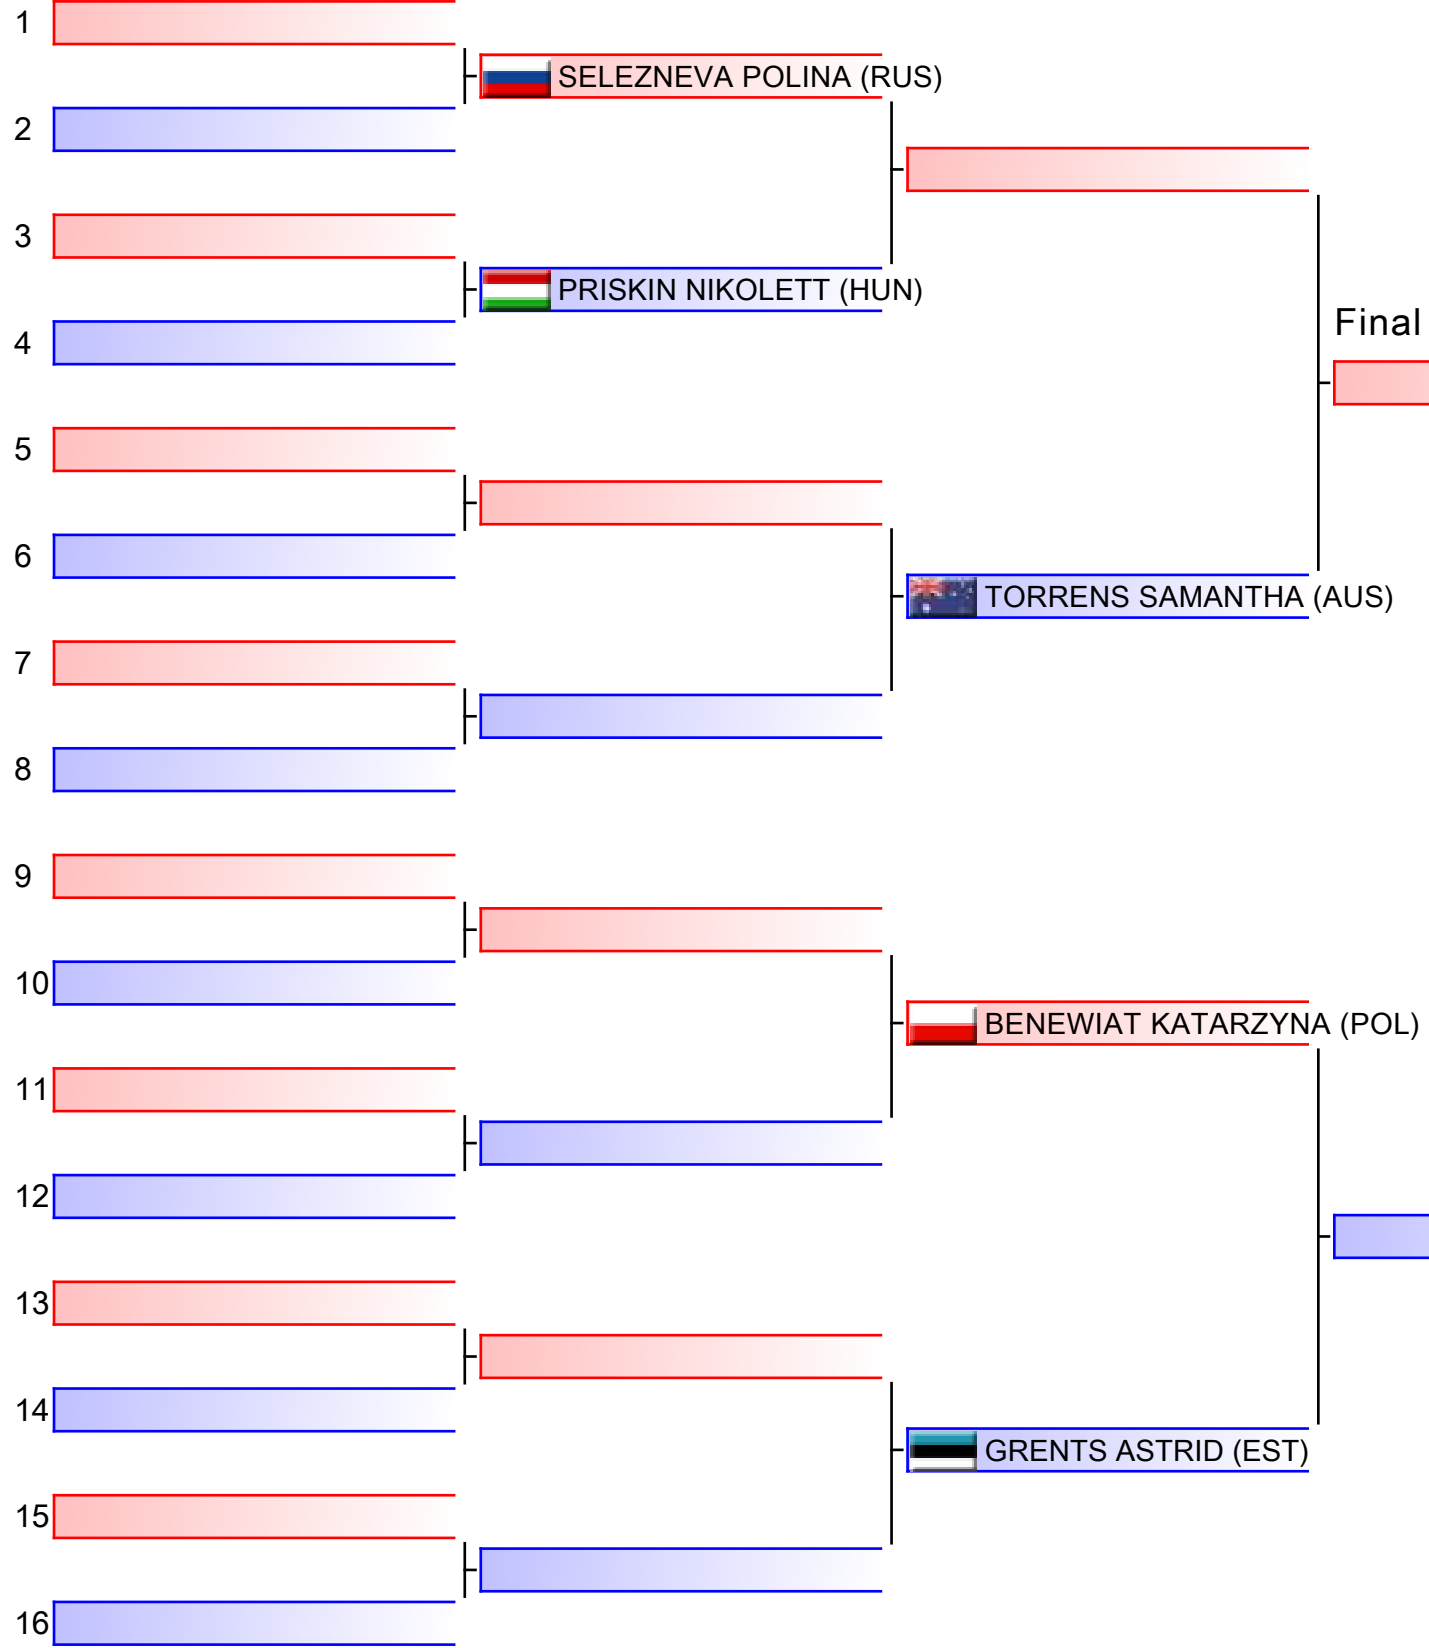 1
SELEZNEVA POLINA (RUS)
2
3
PRISKIN NIKOLETT (HUN)
4
Final
5
6
TORRENS SAMANTHA (AUS)
7
8
9
10
BENEWIAT KATARZYNA (POL)
11
12
13
14
GRENTS ASTRID (EST)
15
16